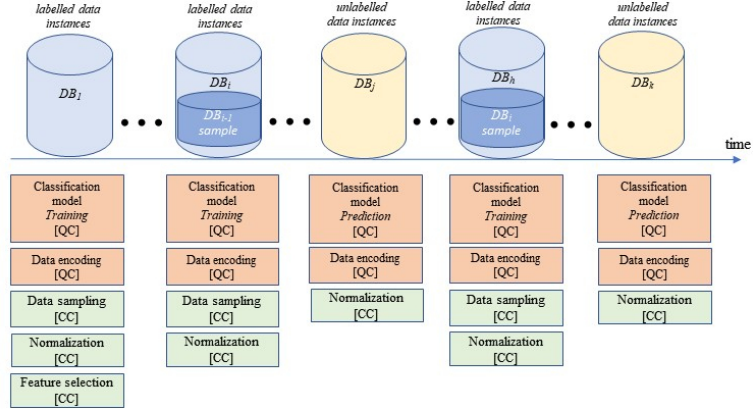 labelled data
instances
labelled data
instances
unlabelled
data instances
labelled data
instances
unlabelled
data instances
DB1
DBi
DBi-1
sample
DBj
DBh
DBi
sample
DBk
time
Classification
model
Training
[QC]
Data encoding
[QC]
Data sampling
[CC]
Normalization
[CC]
Feature selection
[CC]
Classification
model
Training
[QC]
Data encoding
[QC]
Data sampling
[CC]
Normalization
[CC]
Classification
model
Prediction
[QC]
Data encoding
[QC]
Normalization
[CC]
Classification
model
Training
[QC]
Data encoding
[QC]
Data sampling
[CC]
Normalization
[CC]
Classification
model
Prediction
[QC]
Data encoding
[QC]
Normalization
[CC]